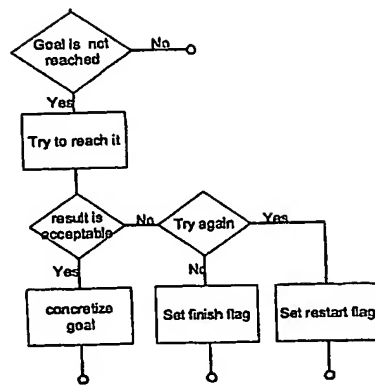 Goal is not
reached
No
Yes
Try to reach it
result is
acceptable
No
Try again
Yes
Yes
No
concretize
goal
Set finish flag
Set restart flag